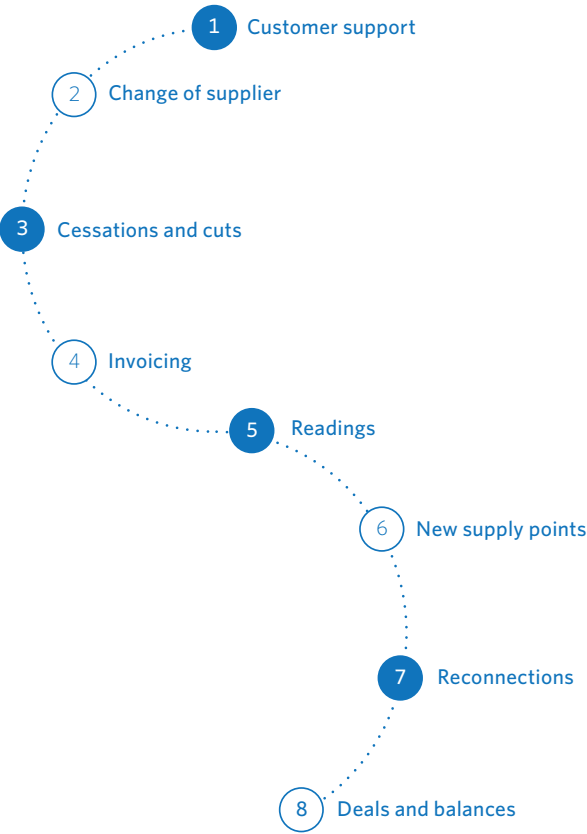 1 Customer support
2 Change of supplier
3 Cessations and cuts
4 Invoicing
5 Readings
6 New supply points
7 Reconnections
8 Deals and balances